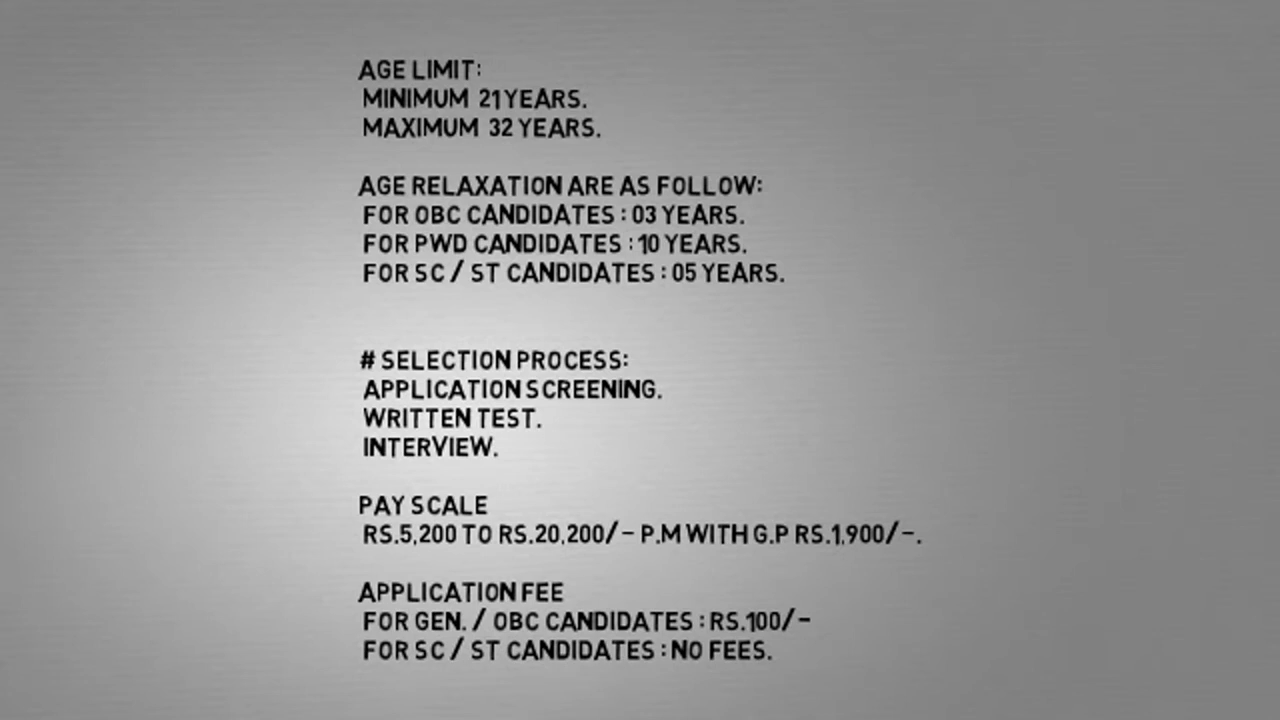 AGE LIMIT:
MINIMUM 21 YEARS.
MAXIMUM 32 YEARS.
AGE RELAXATION ARE AS FOLLOW:
FOR OBC CANDIDATES : 03 YEARS.
FOR PWD CANDIDATES : 10 YEARS.
FOR SC / ST CANDIDATES : 05 YEARS.
# SELECTION PROCESS:
APPLICATION SCREENING.
WRITTEN TEST.
INTERVIEW.
PAY SCALE
RS.5,200 TO RS.20,200/- P.M WITH G.P RS.1,900/-.
APPLICATION FEE
FOR GEN. / OBC CANDIDATES : RS.100/-
FOR SC / ST CANDIDATES : NO FEES.